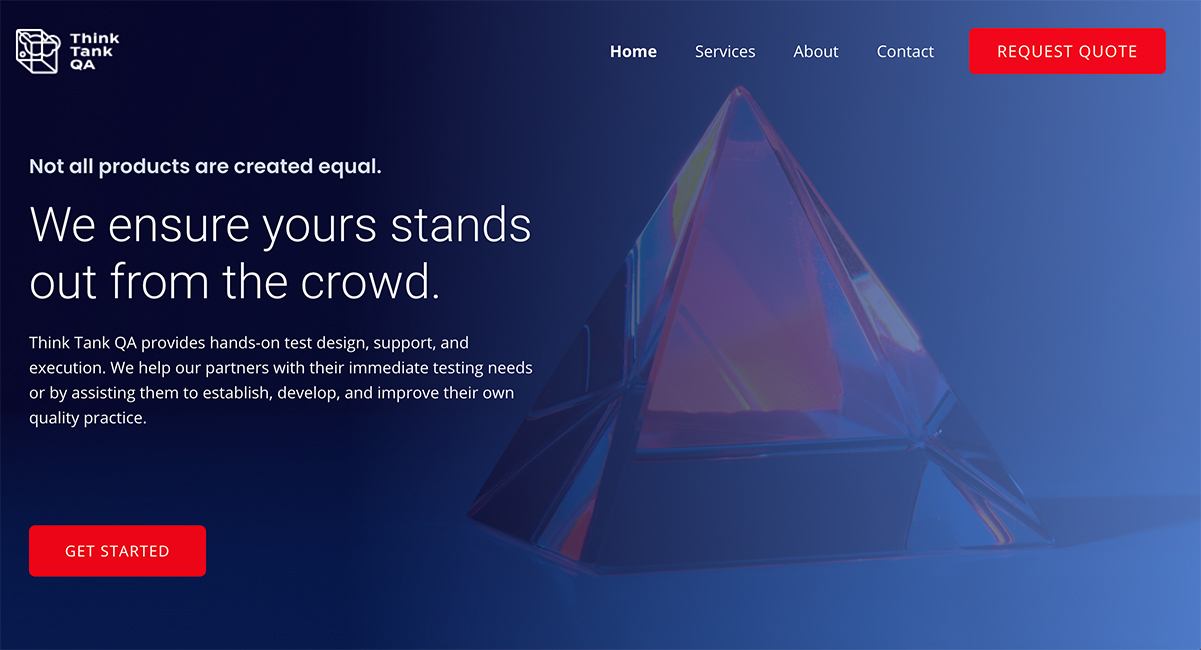 Think
Tank
QA
Home
Services
About
Contact
REQUEST QUOTE
Not all products are created equal.
We ensure yours stands
out from the crowd.
Think Tank QA provides hands-on test design, support, and
execution. We help our partners with their immediate testing needs
or by assisting them to establish, develop, and improve their own
quality practice.
GET STARTED